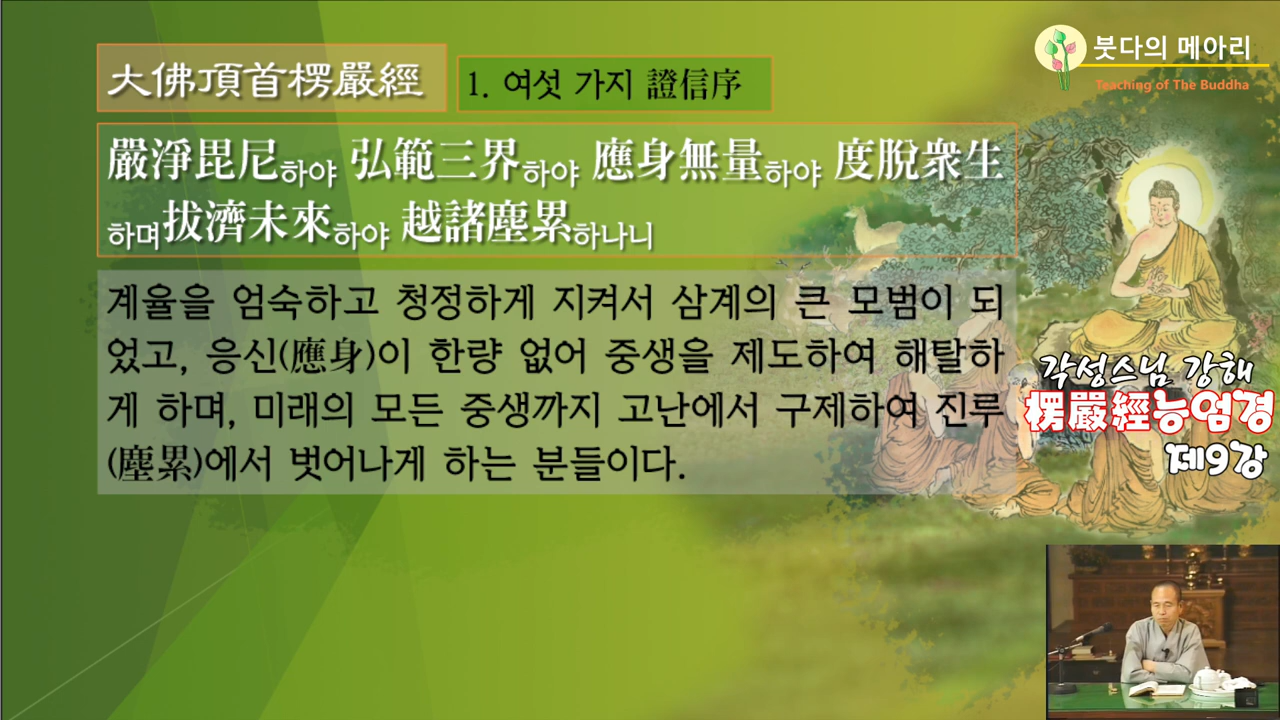 大佛頂首楞嚴經
1. 여섯 가지 證信序
嚴淨毘尼하야 弘範三界하야 應身無量하야 度脫衆生
하며拔濟未來하야 越諸塵累하나니
계율을 엄숙하고 청정하게 지켜서 삼계의 큰 모범이 되
었고, 응신(應身)이 한량 없어 중생을 제도하여 해탈하
게 하며, 미래의 모든 중생까지 고난에서 구제하여 진루
(塵累)에서 벗어나게 하는 분들이다.
붓다의 메아리
Teaching of The Buddha
각성스님 강해
楞嚴經능엄경
제9강